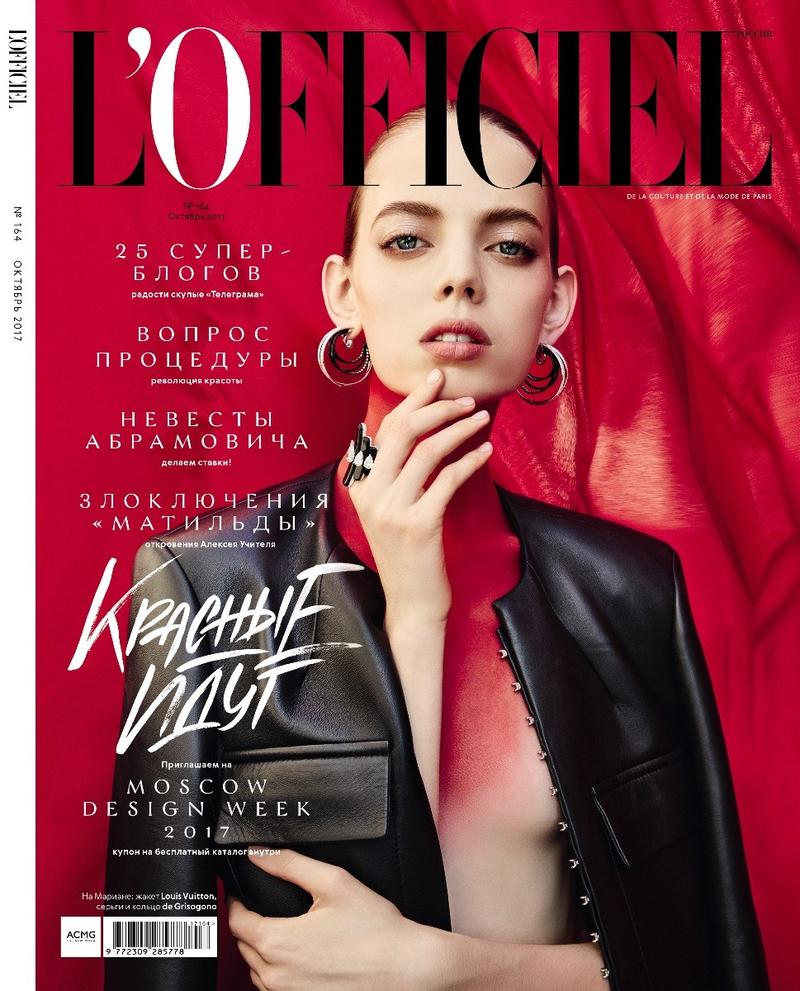 L'OFFICIEL
РОССИЯ
DE LA COUTURE ET DE LA MODE DE PARIS
№ 164
Октябрь 2017
25 СУПЕР-
БЛОГОВ
радости скупые «Телеграма»
ВОПРОС
ПРОЦЕДУРЫ
революция красоты
НЕВЕСТЫ
АБРАМОВИЧА
делаем ставки!
ЗЛОКЛЮЧЕНИЯ
«МАТИЛЬДЫ»
откровения Алексея Учителя
КРАСНЫЕ
ИДУТ
Приглашаем на
MOSCOW
DESIGN WEEK
2017
купон на бесплатный каталог внутри
На Мариане: жакет Louis Vuitton,
серьги и кольцо de Grisogono
ACMG
17104>
9 772309 285778
L'OFFICIEL
№ 164 ОКТЯБРЬ 2017